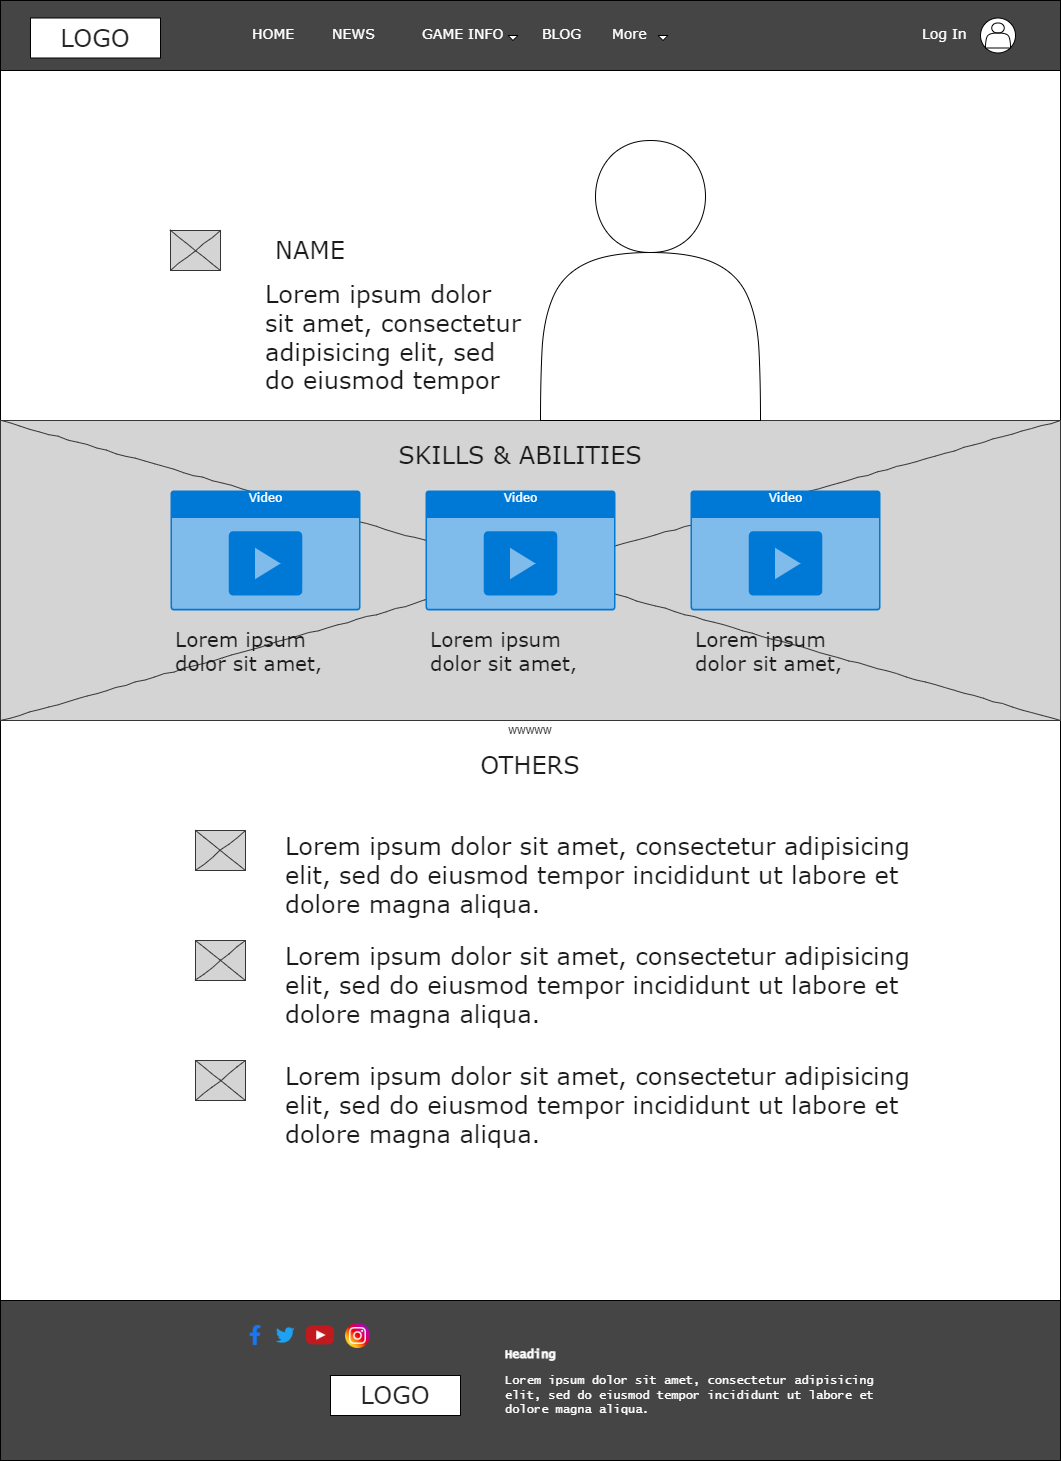 LOGO
HOME NEWS GAME INFO BLOG More Log In
NAME
Lorem ipsum dolor
sit amet, consectetur
adipisicing elit, sed
do eiusmod tempor
SKILLS & ABILITIES
Video Video Video
Lorem ipsum
dolor sit amet,
Lorem ipsum
dolor sit amet,
Lorem ipsum
dolor sit amet,
wwwww
OTHERS
Lorem ipsum dolor sit amet, consectetur adipisicing
elit, sed do eiusmod tempor incididunt ut labore et
dolore magna aliqua.
Lorem ipsum dolor sit amet, consectetur adipisicing
elit, sed do eiusmod tempor incididunt ut labore et
dolore magna aliqua.
Lorem ipsum dolor sit amet, consectetur adipisicing
elit, sed do eiusmod tempor incididunt ut labore et
dolore magna aliqua.
LOGO
Heading
Lorem ipsum dolor sit amet, consectetur adipisicing
elit, sed do eiusmod tempor incididunt ut labore et
dolore magna aliqua.